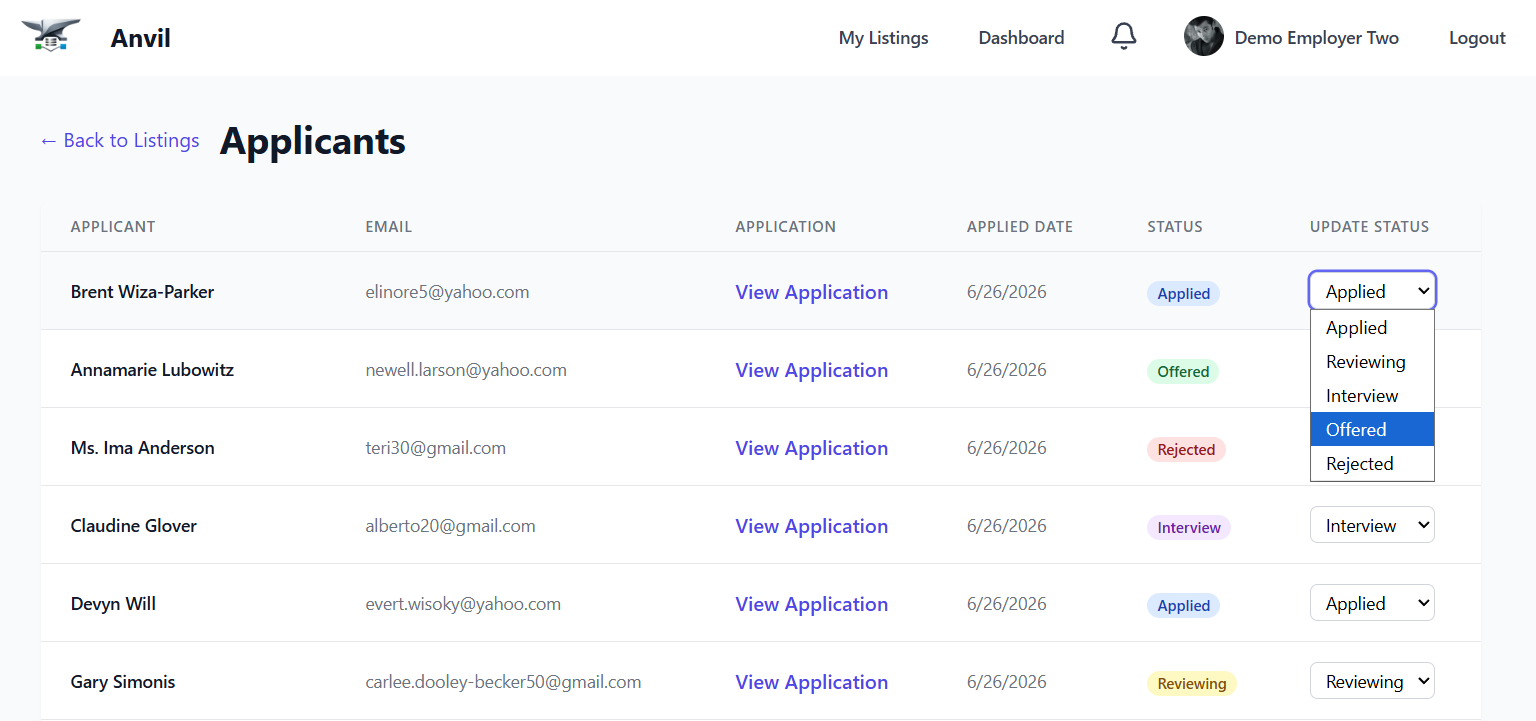 Anvil My Listings Dashboard Demo Employer Two Logout
← Back to Listings Applicants
APPLICANT EMAIL APPLICATION APPLIED DATE STATUS UPDATE STATUS
Brent Wiza-Parker elinore5@yahoo.com View Application 6/26/2026 Applied Applied
Applied
Reviewing
Interview
Offered
Rejected
Annamarie Lubowitz newell.larson@yahoo.com View Application 6/26/2026 Offered
Ms. Ima Anderson teri30@gmail.com View Application 6/26/2026 Rejected
Claudine Glover alberto20@gmail.com View Application 6/26/2026 Interview Interview
Devyn Will evert.wisoky@yahoo.com View Application 6/26/2026 Applied Applied
Gary Simonis carlee.dooley-becker50@gmail.com View Application 6/26/2026 Reviewing Reviewing